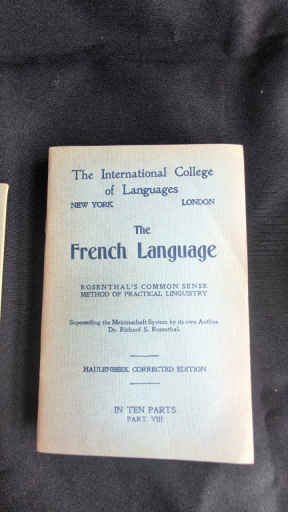 The International College
of Languages
NEW YORK LONDON
The
French Language
ROSENTHAL'S COMMON SENSE
METHOD OF PRACTICAL LINGUISTRY
Superseding the Meisterschaft System by its own Author
Dr. Richard S. Rosenthal.
HAULENBEEK CORRECTED EDITION
IN TEN PARTS
PART VIII